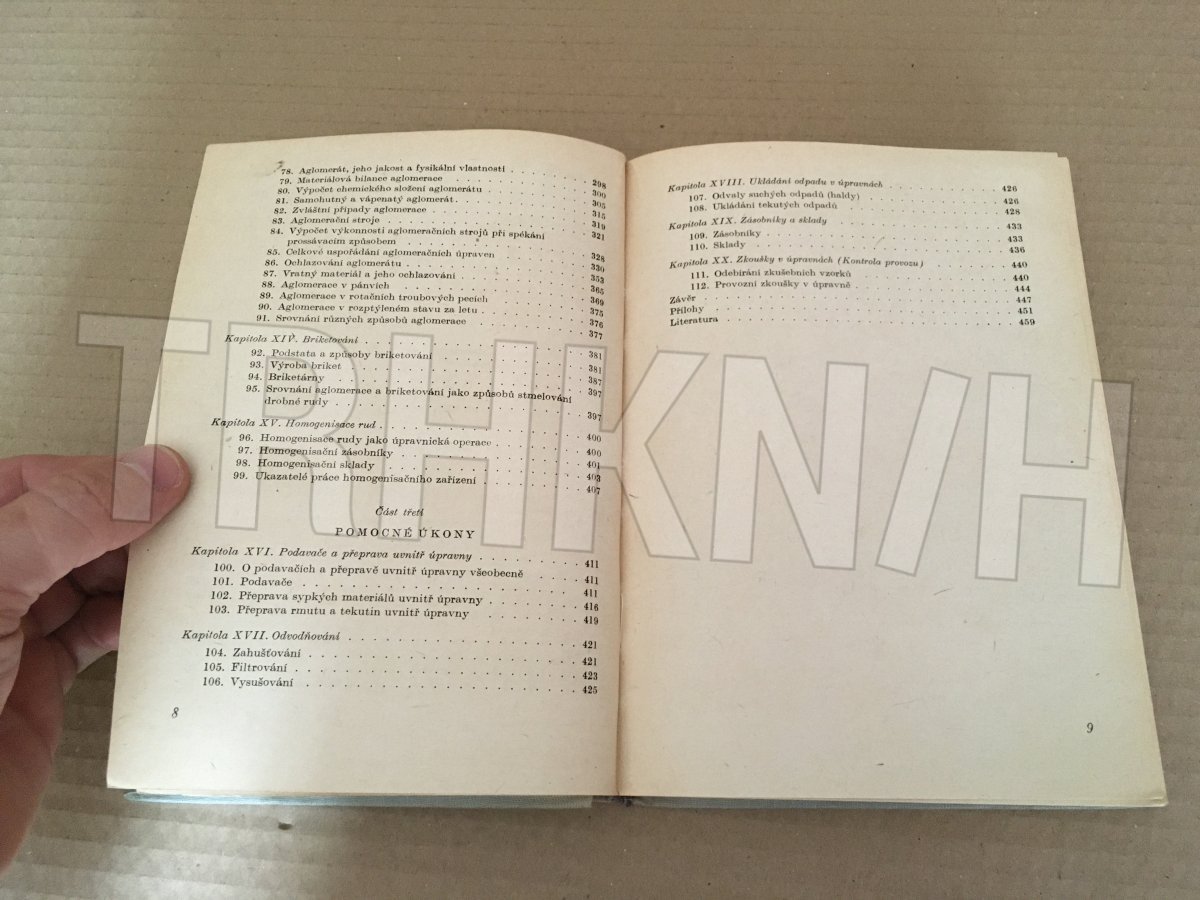 78. Aglomerát, jeho jakost a fysikální vlastnosti . . . . . . 298
79. Materiálová bilance aglomerace . . . . . . 300
80. Výpočet chemického složení aglomerátu . . . . . . 305
81. Samohutný a vápenatý aglomerát . . . . . . 315
82. Zvláštní případy aglomerace . . . . . . 319
83. Aglomerační stroje . . . . . . 321
84. Výpočet výkonnosti aglomeračních strojů při spékání
prossávacím způsobem . . . . . . 328
85. Celkové uspořádání aglomeračních úpraven . . . . . . 330
86. Ochlazování aglomerátu . . . . . . 353
87. Vratný materiál a jeho ochlazování . . . . . . 365
88. Aglomerace v pánvích . . . . . . 369
89. Aglomerace v rotačních troubových pecích . . . . . . 375
90. Aglomerace v rozptýleném stavu za letu . . . . . . 376
91. Srovnání různých způsobů aglomerace . . . . . . 377
Kapitola XIV. Briketování . . . . . . 381
92. Podstata a způsoby briketování . . . . . . 381
93. Výroba briket . . . . . . 387
94. Briketárny . . . . . . 397
95. Srovnání aglomerace a briketování jako způsobů stmelování
drobné rudy . . . . . . 397
Kapitola XV. Homogenisace rud . . . . . . 400
96. Homogenisace rudy jako úpravnická operace . . . . . . 400
97. Homogenisační zásobníky . . . . . . 401
98. Homogenisační sklady . . . . . . 403
99. Ukazatelé práce homogenisačního zařízení . . . . . . 407
Část třetí
POMOCNÉ ÚKONY
Kapitola XVI. Podavače a přeprava uvnitř úpravny . . . . . . 411
100. O podavačích a přepravě uvnitř úpravny všeobecně . . . . . . 411
101. Podavače . . . . . . 411
102. Přeprava sypkých materiálů uvnitř úpravny . . . . . . 416
103. Přeprava rmutu a tekutin uvnitř úpravny . . . . . . 419
Kapitola XVII. Odvodňování . . . . . . 421
104. Zahušťování . . . . . . 421
105. Filtrování . . . . . . 423
106. Vysušování . . . . . . 425
8
Kapitola XVIII. Ukládání odpadu v úpravnách . . . . . . 426
107. Odvaly suchých odpadů (haldy) . . . . . . 426
108. Ukládání tekutých odpadů . . . . . . 428
Kapitola XIX. Zásobníky a sklady . . . . . . 433
109. Zásobníky . . . . . . 433
110. Sklady . . . . . . 436
Kapitola XX. Zkoušky v úpravnách (Kontrola provozu) . . . . . . 440
111. Odebírání zkušebních vzorků . . . . . . 440
112. Provozní zkoušky v úpravně . . . . . . 444
Závěr . . . . . . 447
Přílohy . . . . . . 451
Literatura . . . . . . 459
9
TRHKN/H